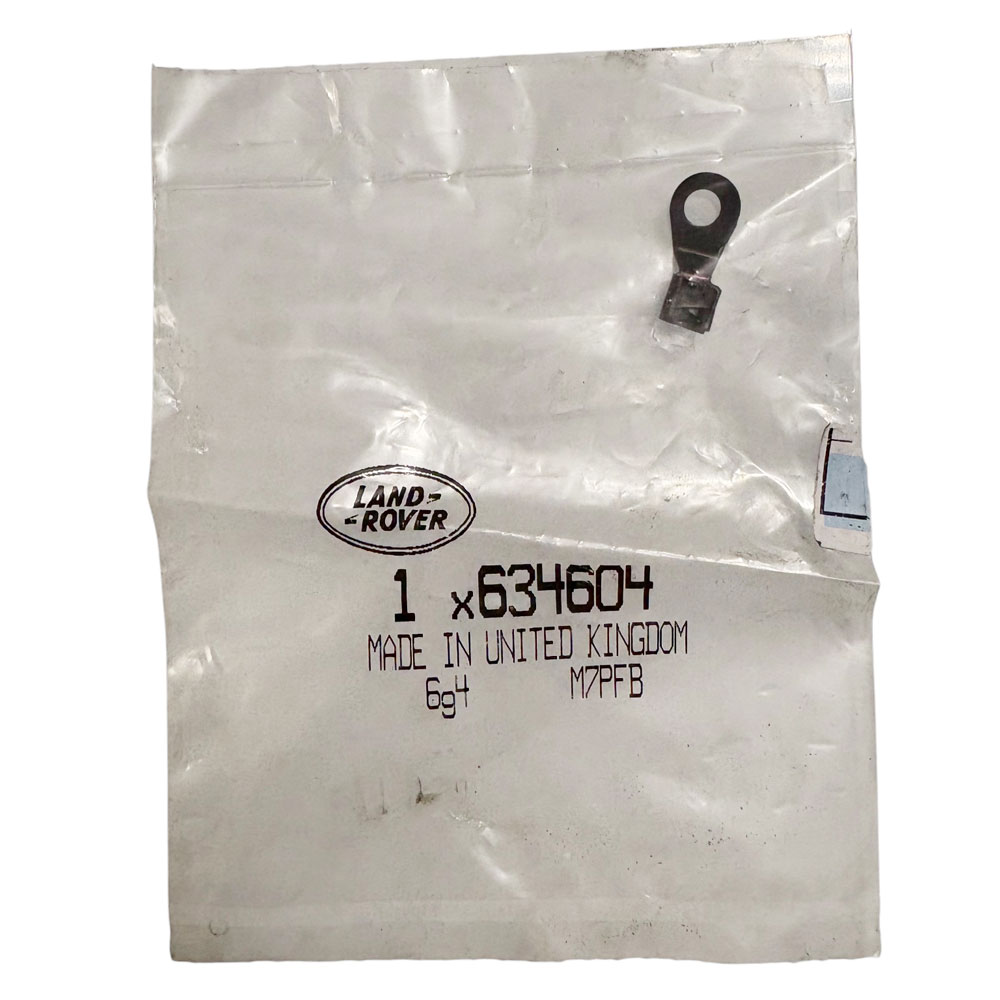 LAND-
-ROVER
1 x634604
MADE IN UNITED KINGDOM
6g4 M7PFB